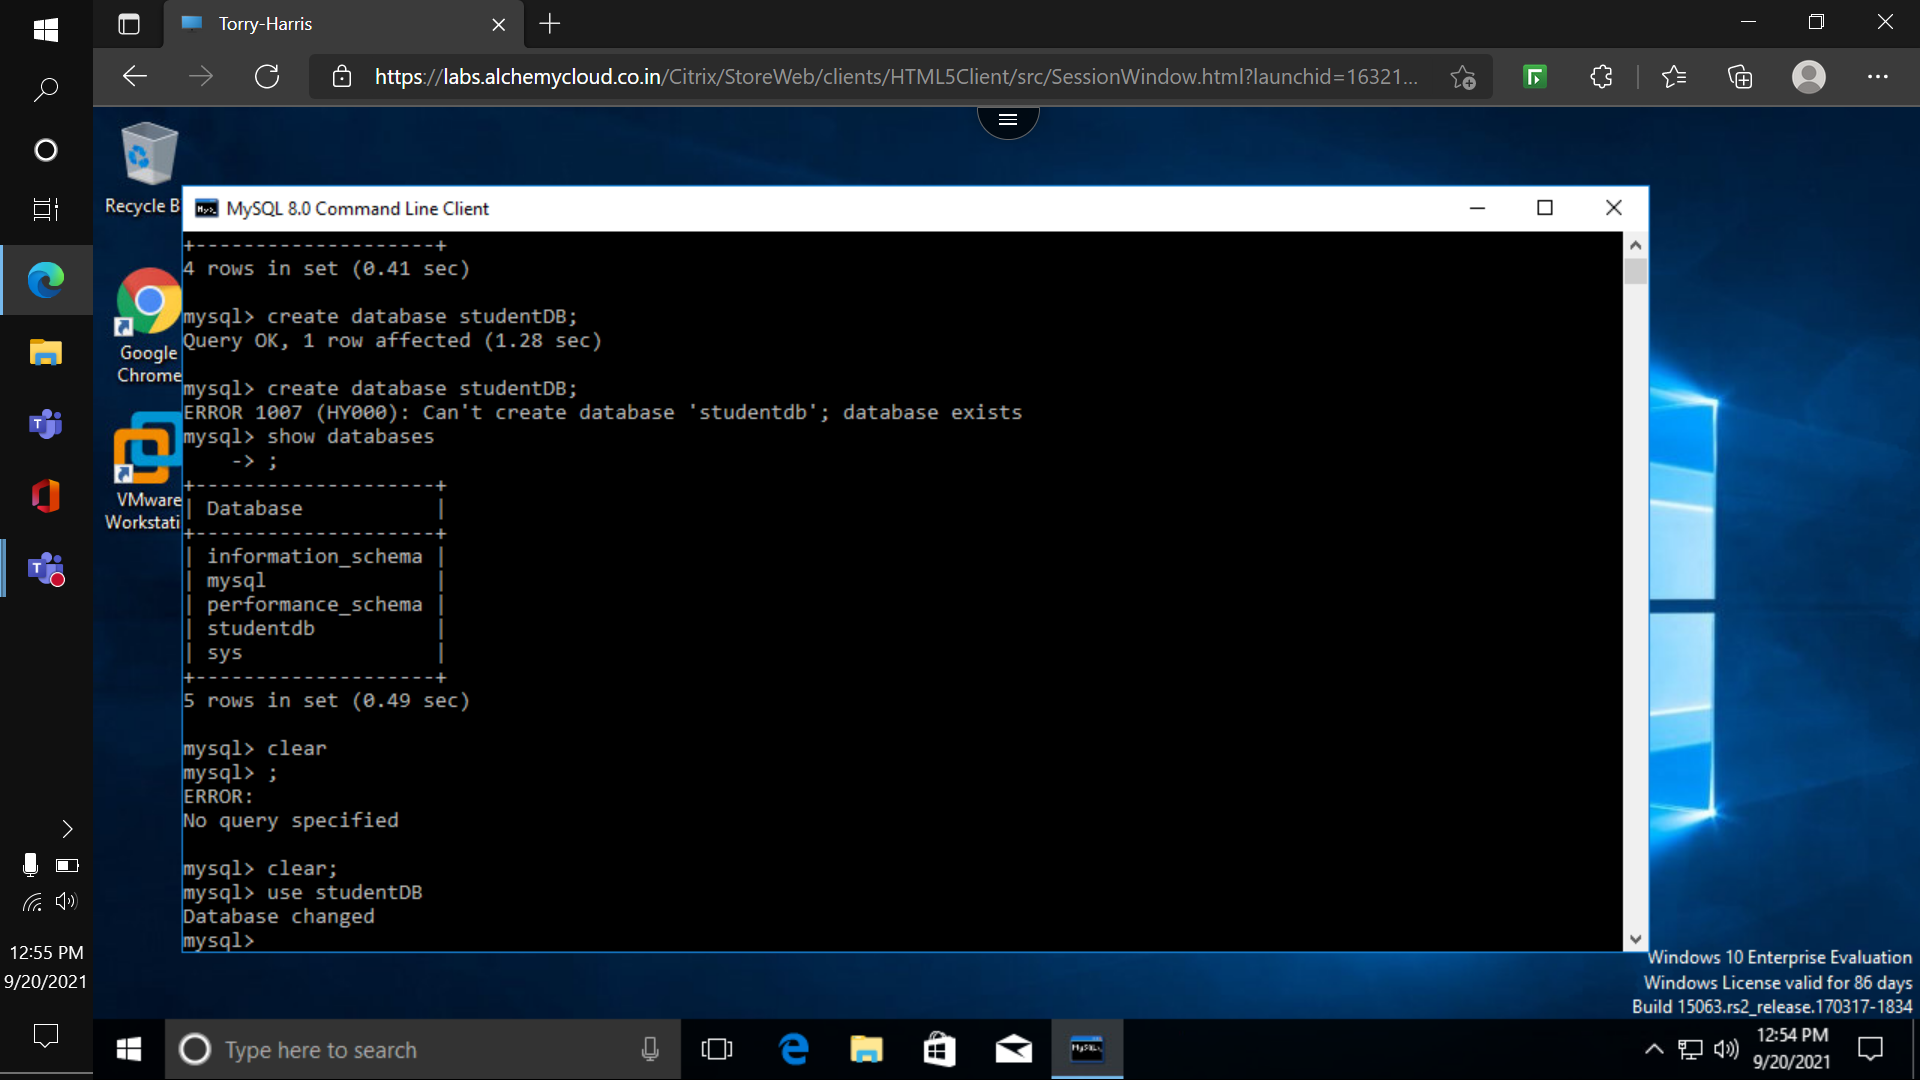 Torry-Harris
https://labs.alchemycloud.co.in/Citrix/StoreWeb/clients/HTML5Client/src/SessionWindow.html?launchid=16321...
Recycle B
Google
Chrome
VMware
Workstati
MySQL 8.0 Command Line Client
+--------------------+
4 rows in set (0.41 sec)
mysql> create database studentDB;
Query OK, 1 row affected (1.28 sec)
mysql> create database studentDB;
ERROR 1007 (HY000): Can't create database 'studentdb'; database exists
mysql> show databases
    -> ;
+--------------------+
| Database           |
+--------------------+
| information_schema |
| mysql              |
| performance_schema |
| studentdb          |
| sys                |
+--------------------+
5 rows in set (0.49 sec)
mysql> clear
mysql> ;
ERROR:
No query specified
mysql> clear;
mysql> use studentDB
Database changed
mysql>
Windows 10 Enterprise Evaluation
Windows License valid for 86 days
Build 15063.rs2_release.170317-1834
12:55 PM
9/20/2021
Type here to search
12:54 PM
9/20/2021